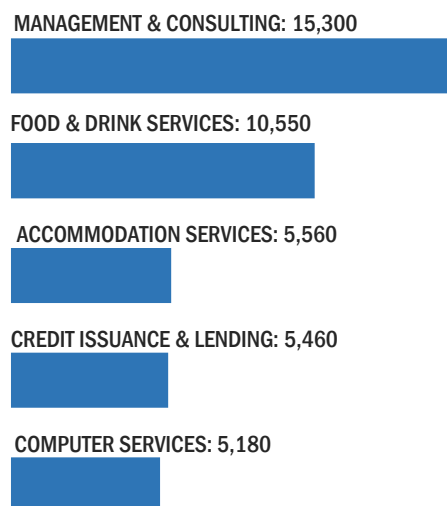 MANAGEMENT & CONSULTING: 15,300
FOOD & DRINK SERVICES: 10,550
ACCOMMODATION SERVICES: 5,560
CREDIT ISSUANCE & LENDING: 5,460
COMPUTER SERVICES: 5,180